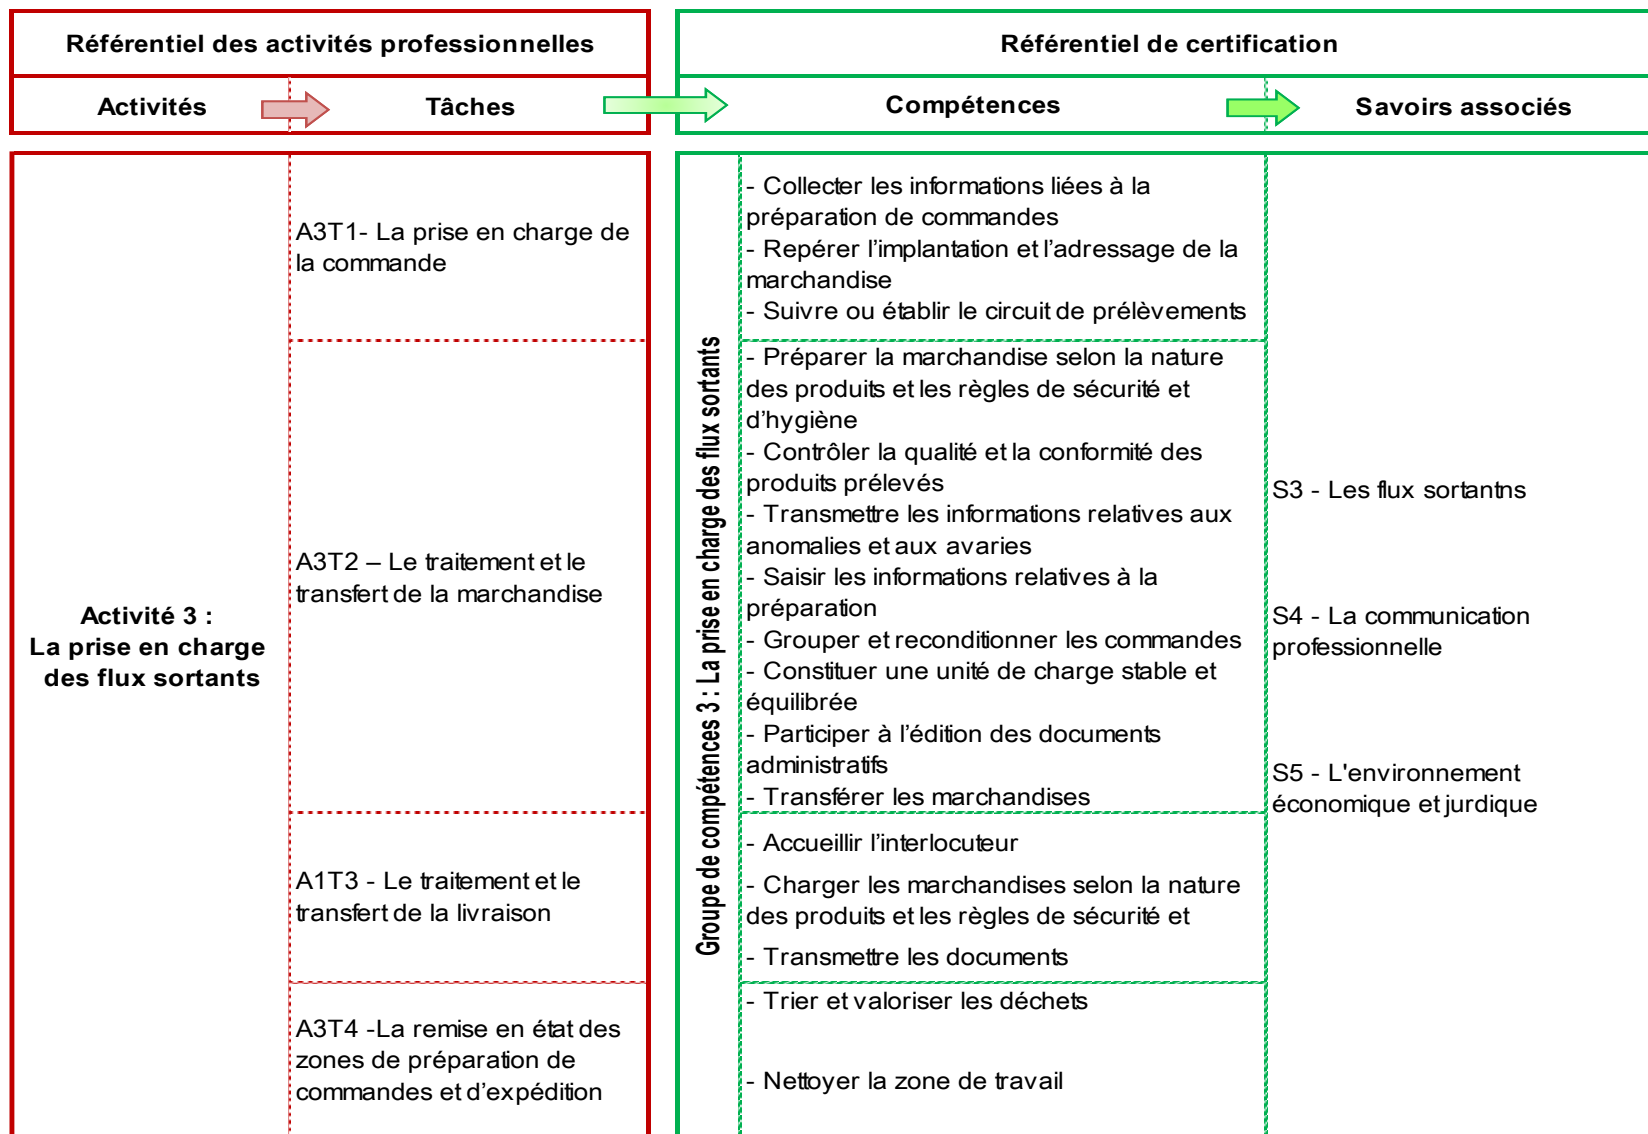 Référentiel des activités professionnelles
Référentiel de certification
Activités
Tâches
Compétences
Savoirs associés
Activité 3 :
La prise en charge
des flux sortants
A3T1- La prise en charge de
la commande
A3T2 – Le traitement et le
transfert de la marchandise
A1T3 - Le traitement et le
transfert de la livraison
A3T4 -La remise en état des
zones de préparation de
commandes et d'expédition
Groupe de compétences 3 : La prise en charge des flux sortants
- Collecter les informations liées à la
préparation de commandes
- Repérer l’implantation et l’adressage de la
marchandise
- Suivre ou établir le circuit de prélèvements
- Préparer la marchandise selon la nature
des produits et les règles de sécurité et
d’hygiène
- Contrôler la qualité et la conformité des
produits prélevés
- Transmettre les informations relatives aux
anomalies et aux avaries
- Saisir les informations relatives à la
préparation
- Grouper et reconditionner les commandes
- Constituer une unité de charge stable et
équilibrée
- Participer à l’édition des documents
administratifs
- Transférer les marchandises
- Accueillir l’interlocuteur
- Charger les marchandises selon la nature
des produits et les règles de sécurité et
- Transmettre les documents
- Trier et valoriser les déchets
- Nettoyer la zone de travail
S3 - Les flux sortantns
S4 - La communication
professionnelle
S5 - L'environnement
économique et jurdique